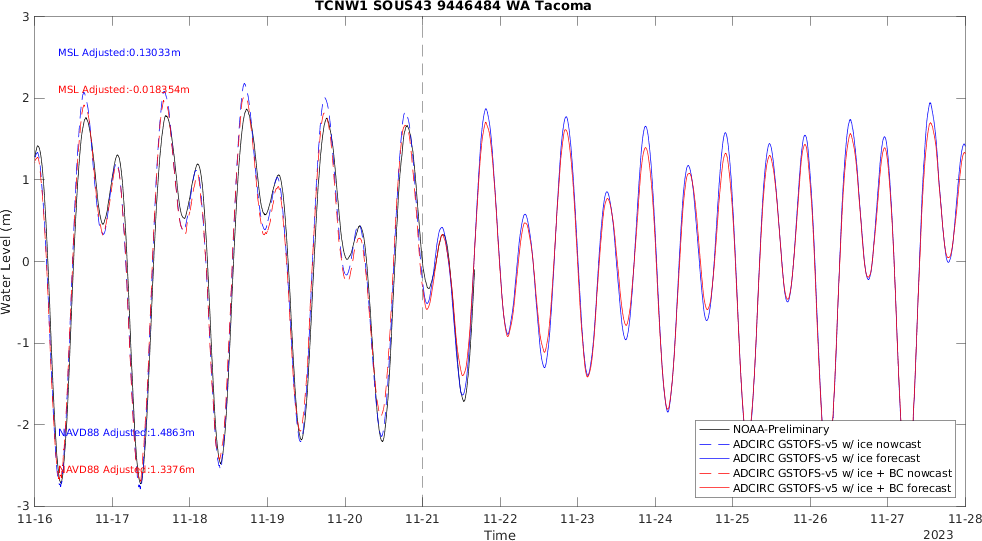 TCNW1 SOUS43 9446484 WA Tacoma
3
2
1
0
-1
-2
-3
Water Level (m)
MSL Adjusted:0.13033m
MSL Adjusted:-0.018354m
NAVD88 Adjusted:1.4863m
NAVD88 Adjusted:1.3376m
NOAA-Preliminary
ADCIRC GSTOFS-v5 w/ ice nowcast
ADCIRC GSTOFS-v5 w/ ice forecast
ADCIRC GSTOFS-v5 w/ ice + BC nowcast
ADCIRC GSTOFS-v5 w/ ice + BC forecast
11-16 11-17 11-18 11-19 11-20 11-21 11-22 11-23 11-24 11-25 11-26 11-27 11-28
Time
2023